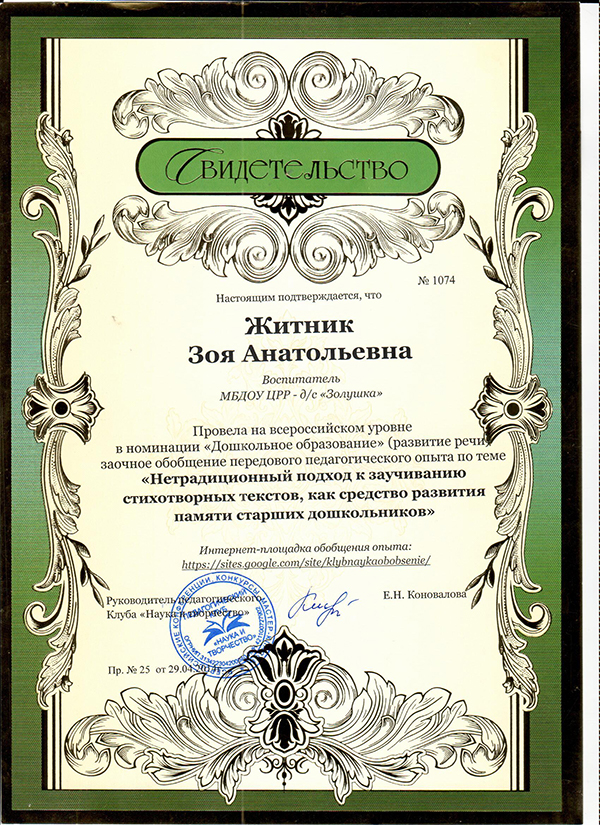 Свидетельство
№ 1074
Настоящим подтверждается, что
Житник
Зоя Анатольевна
Воспитатель
МБДОУ ЦРР - д/с «Золушка»
Провела на всероссийском уровне
в номинации «Дошкольное образование» (развитие речи)
заочное обобщение передового педагогического опыта по теме
«Нетрадиционный подход к заучиванию
стихотворных текстов, как средство развития
памяти старших дошкольников»
Интернет-площадка обобщения опыта:
https://sites.google.com/site/klybnaykaobobsenie/
Руководитель педагогического
Клуба «Наука и творчество»
Е.Н. Коновалова
«НАУКА И
ТВОРЧЕСТВО»
Пр. № 25 от 29.04